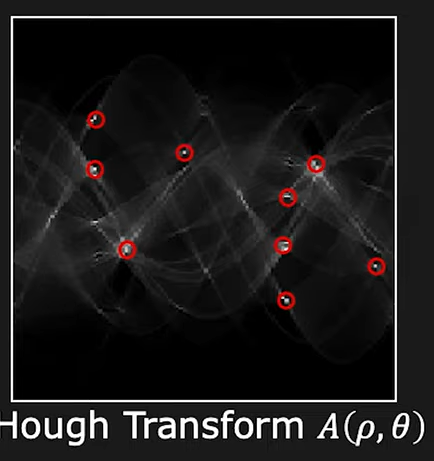 Hough Transform A(ρ, θ)